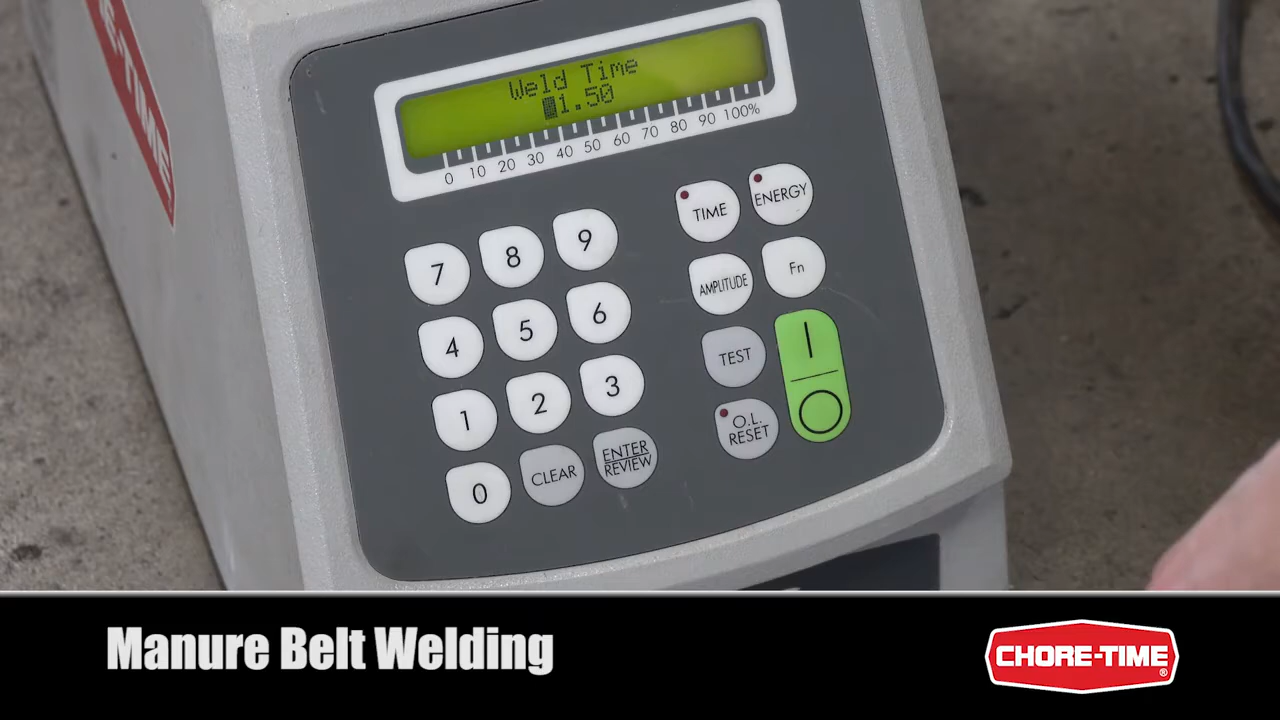 E-TIME
Weld Time
1.50
0 10 20 30 40 50 60 70 80 90 100%
7 8 9
4 5 6
1 2 3
0 CLEAR ENTER
REVIEW
TIME ENERGY
AMPLITUDE Fn
TEST
O.L.
RESET
Manure Belt Welding
CHORE-TIME®